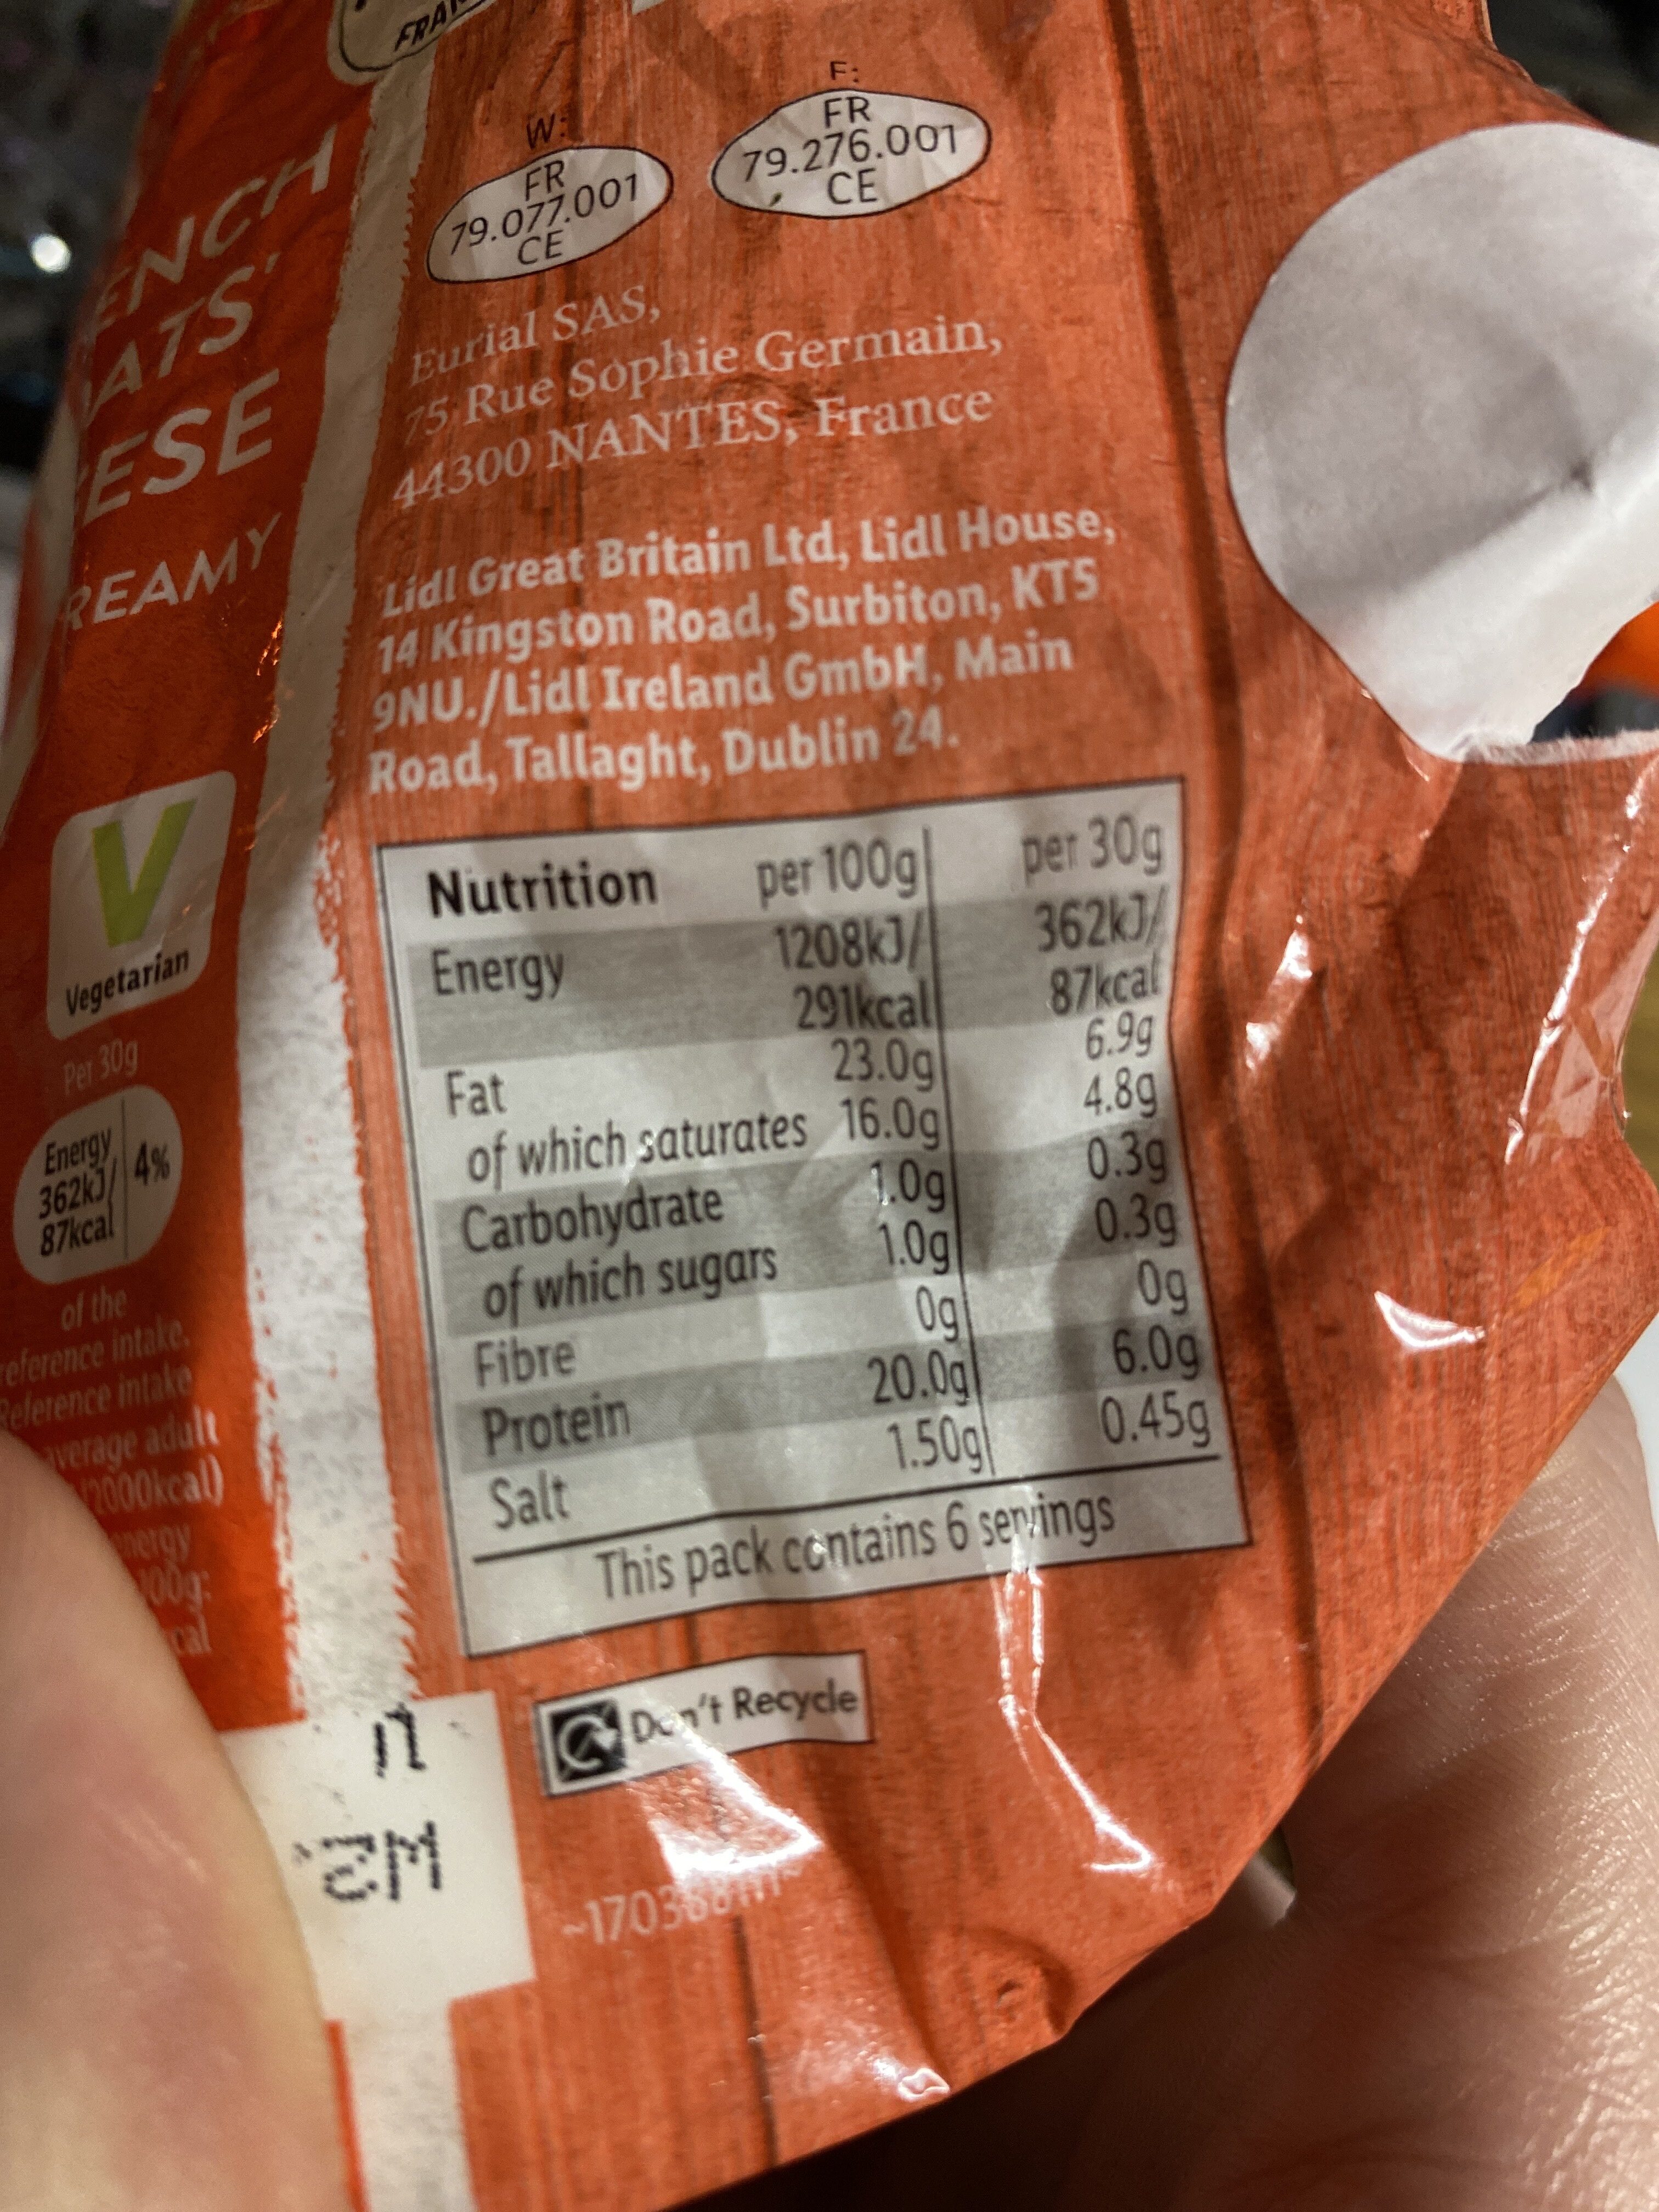 W:
FR
79.077.001
CE
F:
FR
79.276.001
CE
Eurial SAS,
75 Rue Sophie Germain,
44300 NANTES, France
Lidl Great Britain Ltd, Lidl House,
14 Kingston Road, Surbiton, KT5
9NU./Lidl Ireland GmbH, Main
Road, Tallaght, Dublin 24.
Nutrition per 100g per 30g
Energy 1208kJ/ 362kJ/
291kcal 87kcal
Fat 23.0g 6.9g
of which saturates 16.0g 4.8g
Carbohydrate 1.0g 0.3g
of which sugars 1.0g 0.3g
Fibre 0g 0g
Protein 20.0g 6.0g
Salt 1.50g 0.45g
This pack contains 6 servings
Don't Recycle
Vegetarian
Per 30g
Energy
362kJ/ 4%
87kcal
of the
reference intake.
Reference intake
average adult
2000kcal)